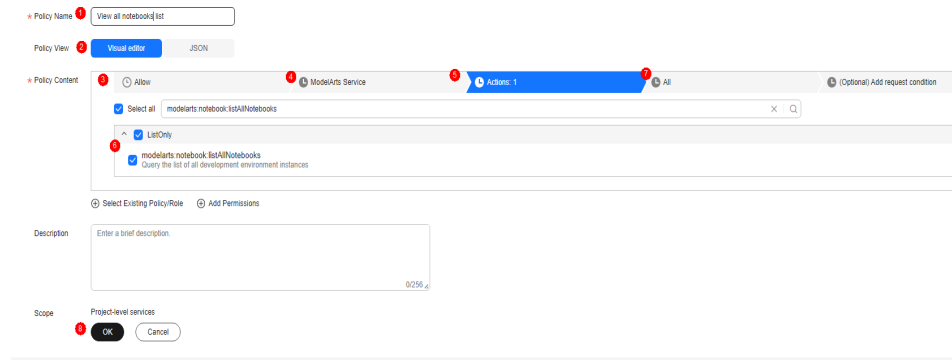 * Policy Name 1 View all notebooks list
Policy View 2 Visual editor JSON
* Policy Content 3 Allow 4 ModelArts Service 5 Actions: 1 7 All (Optional) Add request condition
Select all modelarts:notebook:listAllNotebooks
ListOnly
6
modelarts:notebook:listAllNotebooks
Query the list of all development environment instances
Select Existing Policy/Role Add Permissions
Description Enter a brief description.
0/256
Scope Project-level services
8 OK Cancel